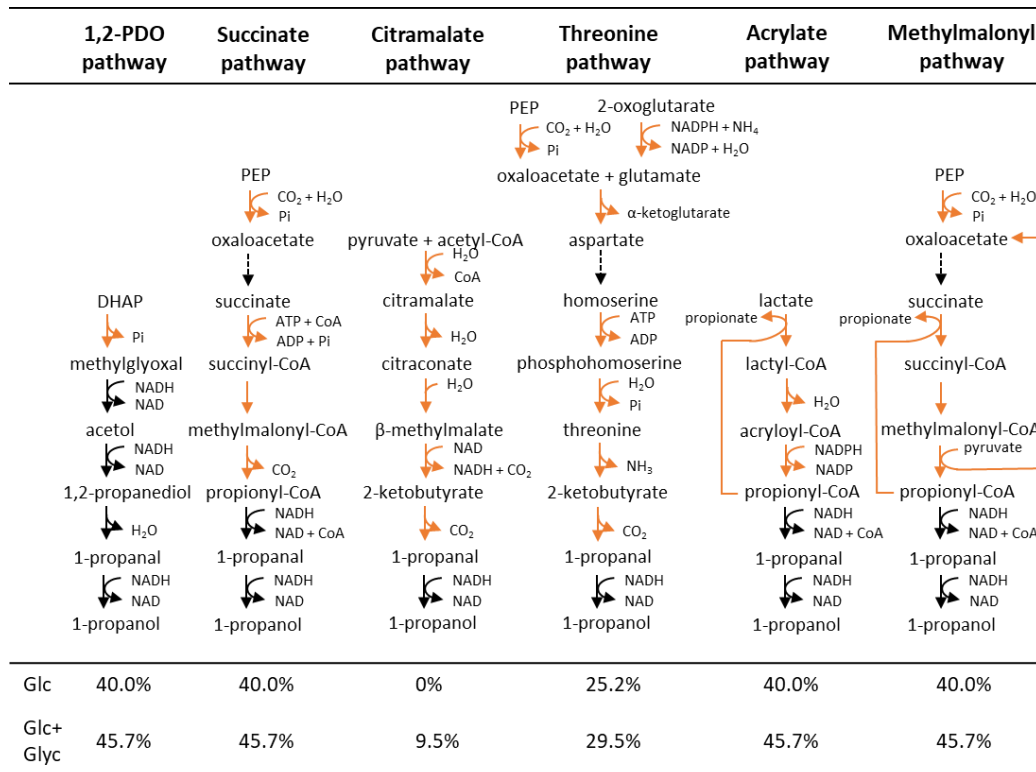 1,2-PDO pathway
Succinate pathway
Citramalate pathway
Threonine pathway
Acrylate pathway
Methylmalonyl pathway
DHAP
Pi
methylglyoxal
NADH
NAD
acetol
NADH
NAD
1,2-propanediol
H₂O
1-propanal
NADH
NAD
1-propanol
PEP
CO₂ + H₂O
Pi
oxaloacetate
succinate
ATP + CoA
ADP + Pi
succinyl-CoA
methylmalonyl-CoA
CO₂
propionyl-CoA
NADH
NAD + CoA
1-propanal
NADH
NAD
1-propanol
pyruvate + acetyl-CoA
H₂O
CoA
citramalate
H₂O
citraconate
H₂O
β-methylmalate
NAD
NADH + CO₂
2-ketobutyrate
CO₂
1-propanal
NADH
NAD
1-propanol
PEP
2-oxoglutarate
CO₂ + H₂O
Pi
NADPH + NH₄
NADP + H₂O
oxaloacetate + glutamate
α-ketoglutarate
aspartate
homoserine
ATP
ADP
phosphohomoserine
H₂O
Pi
threonine
NH₃
2-ketobutyrate
CO₂
1-propanal
NADH
NAD
1-propanol
lactate
propionate
lactyl-CoA
H₂O
acryloyl-CoA
NADPH
NADP
propionyl-CoA
NADH
NAD + CoA
1-propanal
NADH
NAD
1-propanol
PEP
CO₂ + H₂O
Pi
oxaloacetate
succinate
propionate
succinyl-CoA
methylmalonyl-CoA
pyruvate
propionyl-CoA
NADH
NAD + CoA
1-propanal
NADH
NAD
1-propanol
Glc 40.0% 40.0% 0% 25.2% 40.0% 40.0%
Glc+
Glyc 45.7% 45.7% 9.5% 29.5% 45.7% 45.7%